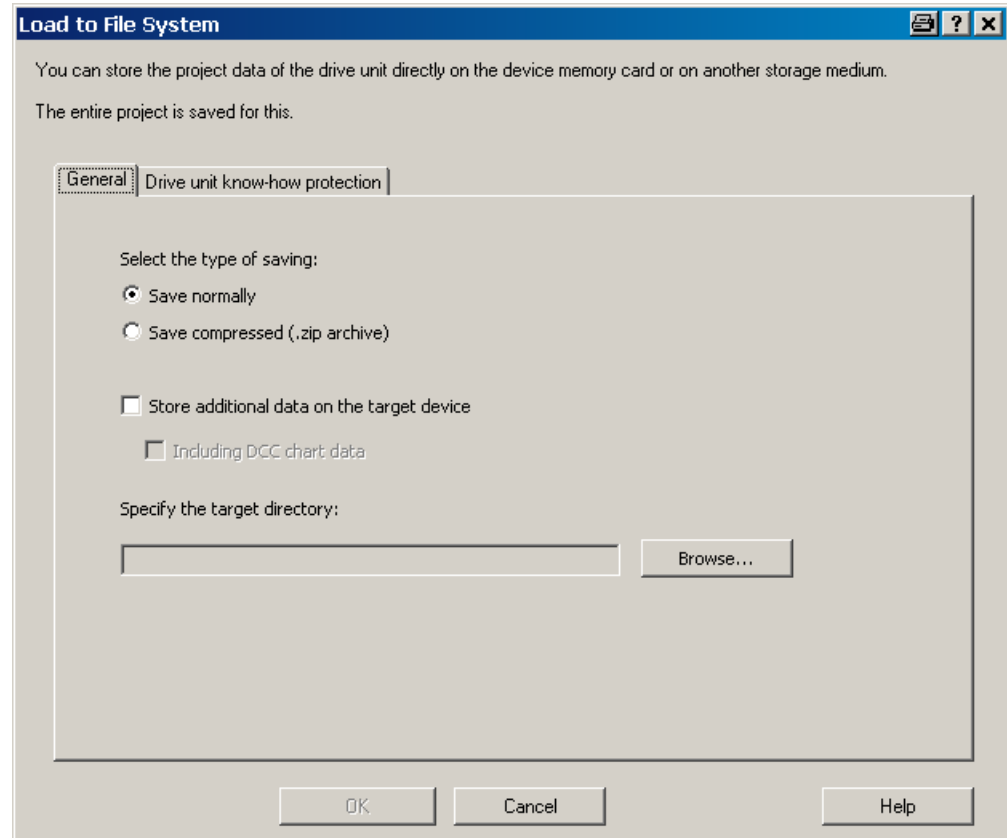 Load to File System
You can store the project data of the drive unit directly on the device memory card or on another storage medium.
The entire project is saved for this.
General
Drive unit know-how protection
Select the type of saving:
Save normally
Save compressed (.zip archive)
Store additional data on the target device
Including DCC chart data
Specify the target directory:
Browse...
OK
Cancel
Help